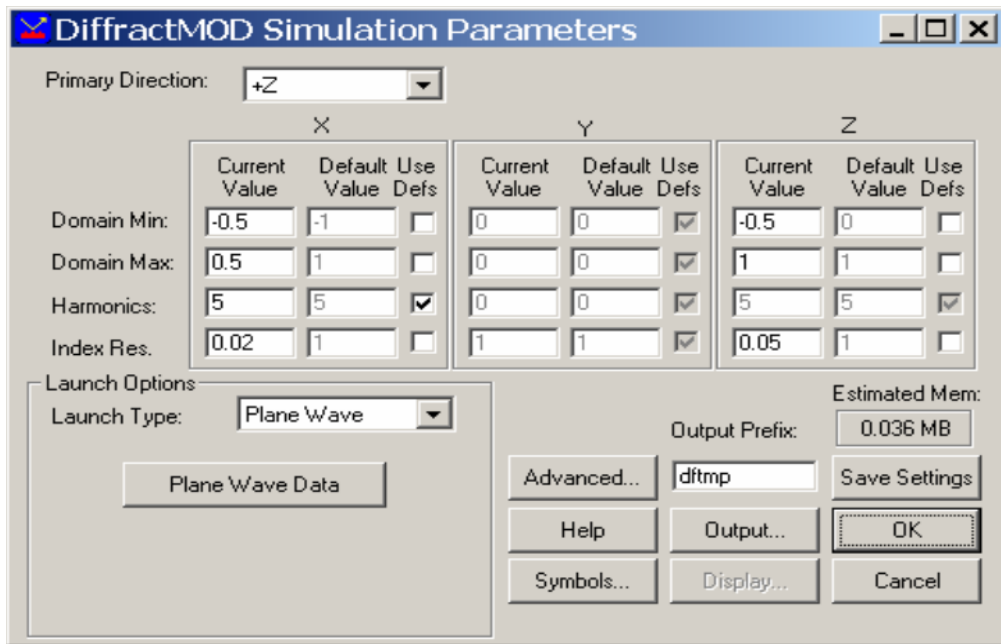 DiffractMOD Simulation Parameters
Primary Direction: +Z
X Y Z
Current Default Use Current Default Use Current Default Use
Value Value Defs Value Value Defs Value Value Defs
Domain Min: -0.5 -1 0 0 -0.5 0
Domain Max: 0.5 1 0 0 1 1
Harmonics: 5 5 0 0 5 5
Index Res. 0.02 1 1 1 0.05 1
Launch Options
Launch Type: Plane Wave
Plane Wave Data
Estimated Mem:
Output Prefix: 0.036 MB
Advanced... dftmp Save Settings
Help Output... OK
Symbols... Display... Cancel